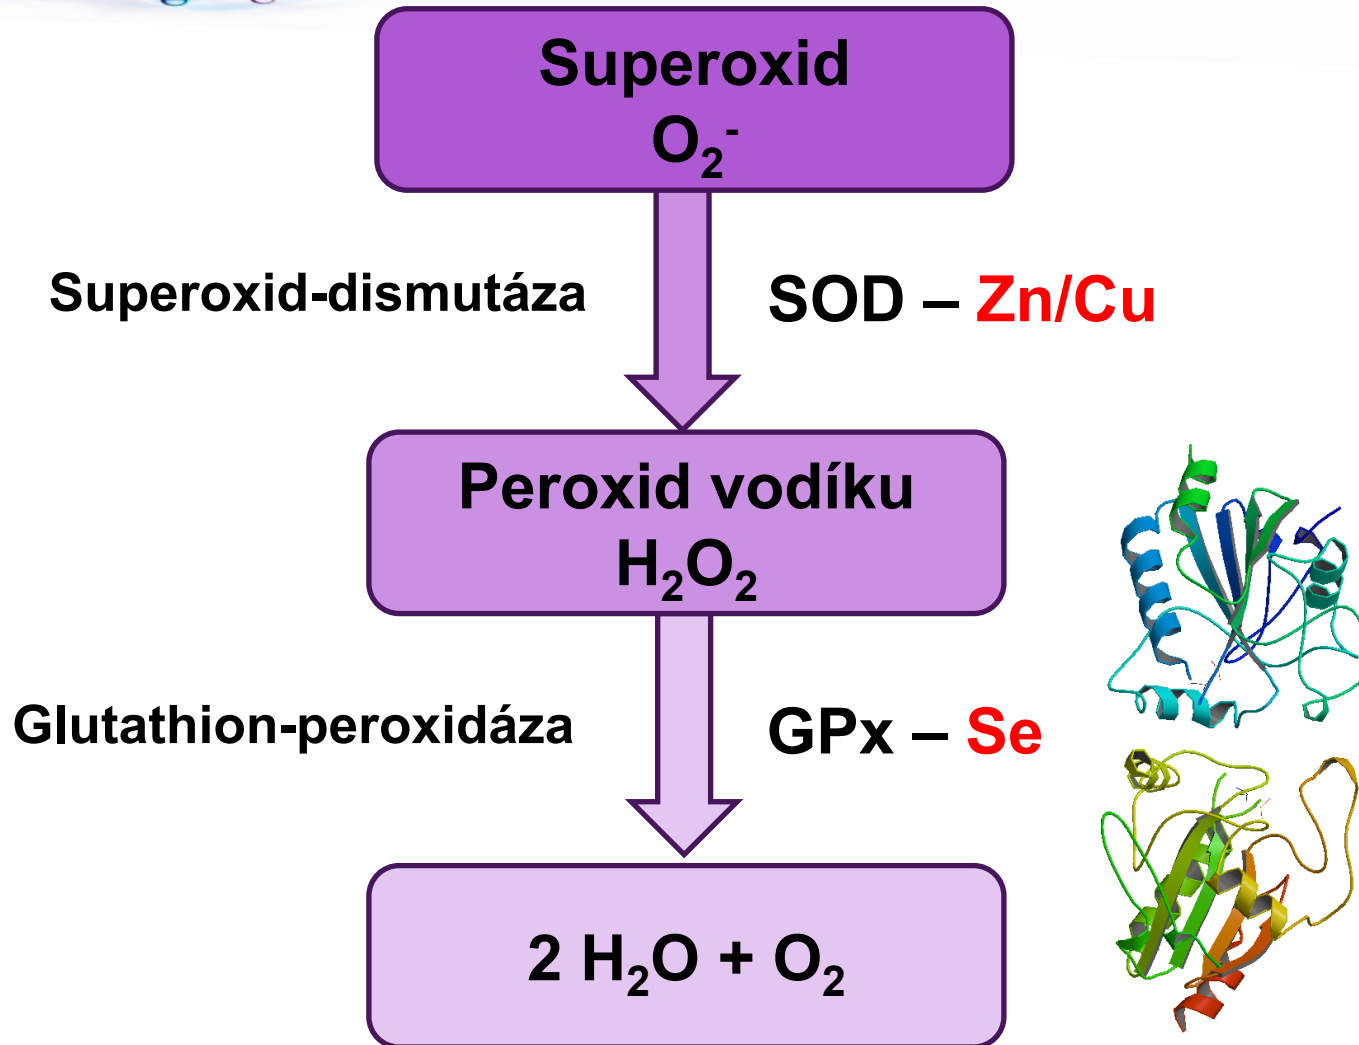 Superoxid
O₂⁻
Superoxid-dismutáza
SOD – Zn/Cu
Peroxid vodíku
H₂O₂
Glutathion-peroxidáza
GPx – Se
2 H₂O + O₂